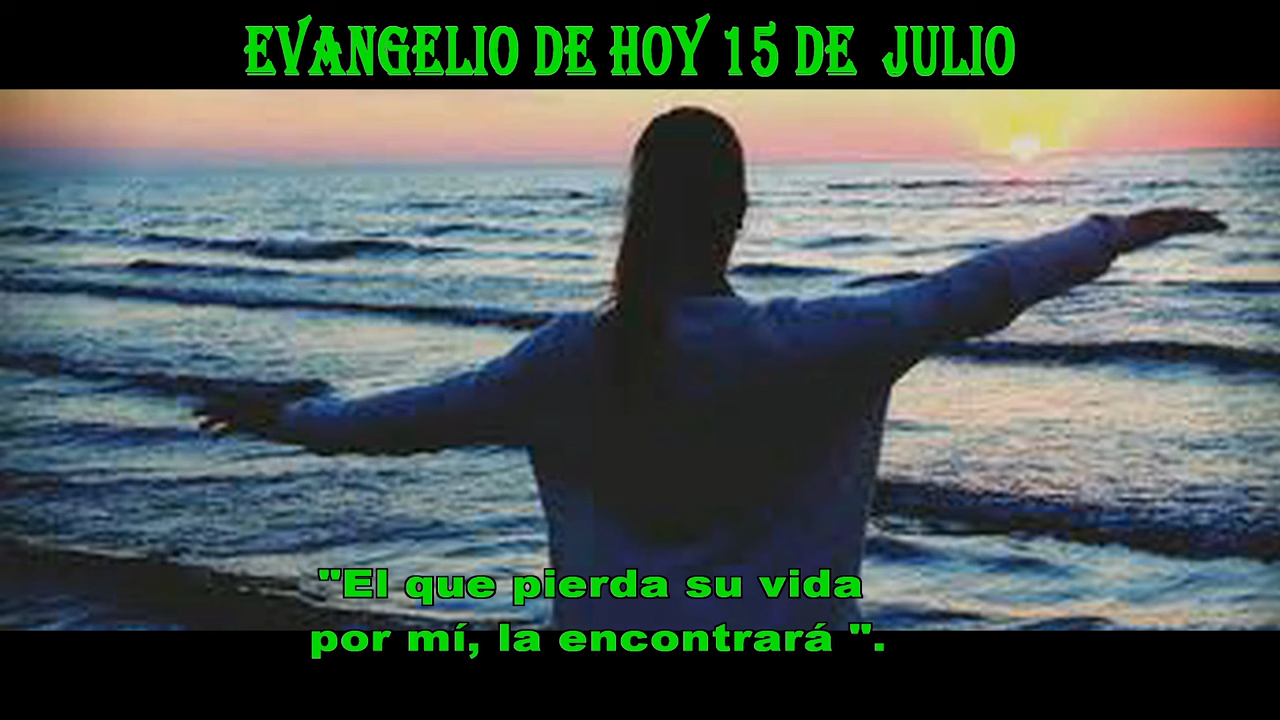 EVANGELIO DE HOY 15 DE JULIO
"El que pierda su vida
por mí, la encontrará ".